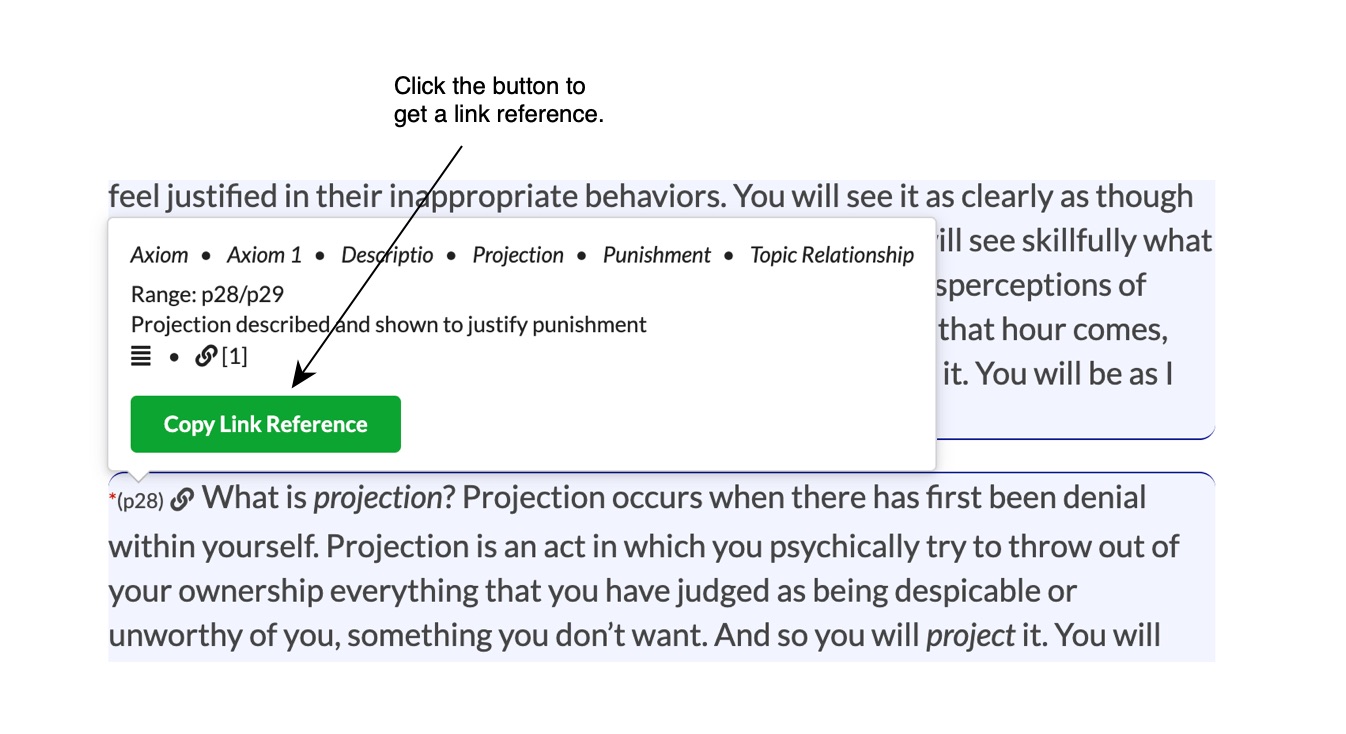 Click the button to
get a link reference.
feel justified in their inappropriate behaviors. You will see it as clearly as though
ill see skillfully what
Axiom • Axiom 1 • Descriptio • Projection • Punishment • Topic Relationship
sperceptions of
Range: p28/p29
Projection described and shown to justify punishment
that hour comes,
[1]
it. You will be as I
Copy Link Reference
*(p28) What is projection? Projection occurs when there has first been denial
within yourself. Projection is an act in which you psychically try to throw out of
your ownership everything that you have judged as being despicable or
unworthy of you, something you don’t want. And so you will project it. You will